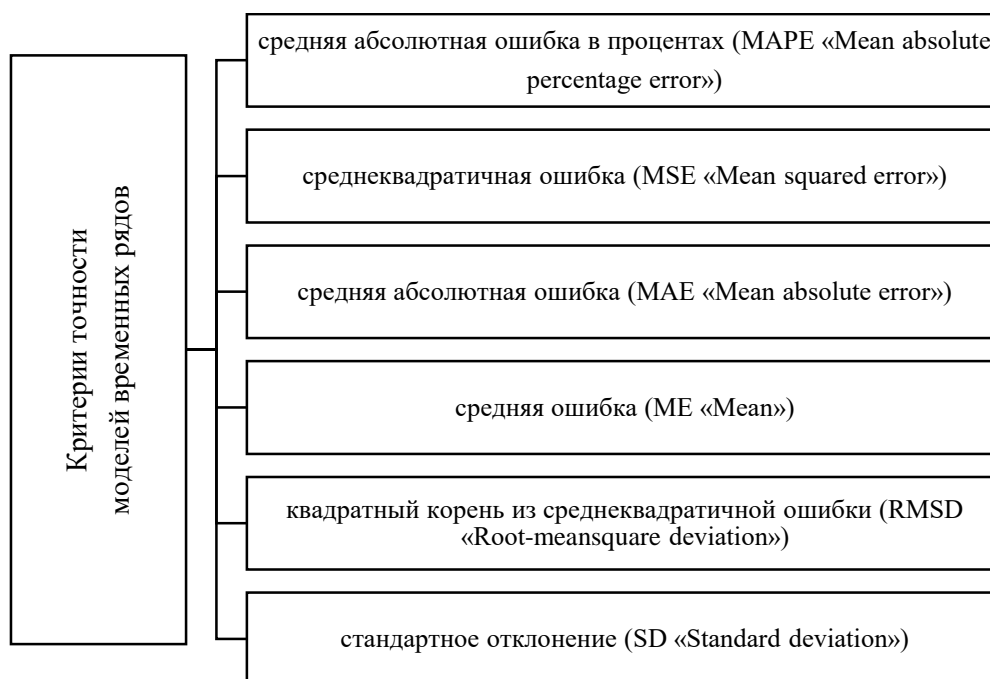 Критерии точности
моделей временных рядов
средняя абсолютная ошибка в процентах (MAPE «Mean absolute
percentage error»)
среднеквадратичная ошибка (MSE «Mean squared error»)
средняя абсолютная ошибка (MAE «Mean absolute error»)
средняя ошибка (ME «Mean»)
квадратный корень из среднеквадратичной ошибки (RMSD
«Root-meansquare deviation»)
стандартное отклонение (SD «Standard deviation»)